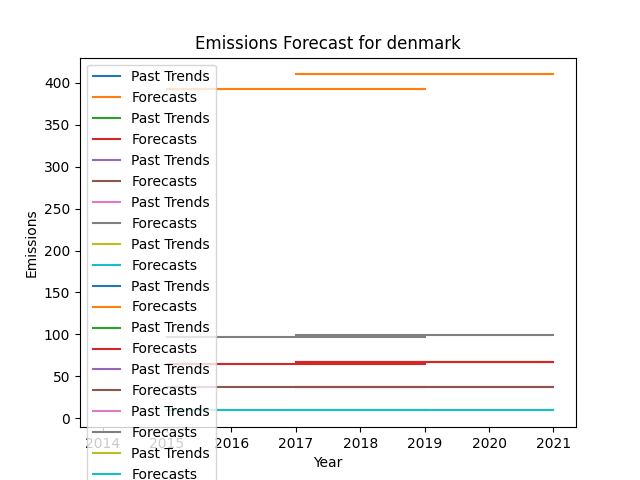 Emissions Forecast for denmark
Past Trends
Forecasts
Past Trends
Forecasts
Past Trends
Forecasts
Past Trends
Forecasts
Past Trends
Forecasts
Past Trends
Forecasts
Past Trends
Forecasts
Past Trends
Forecasts
Past Trends
Forecasts
Past Trends
Forecasts
400
350
300
250
200
150
100
50
0
Emissions
2014 2015 2016 2017 2018 2019 2020 2021
Year